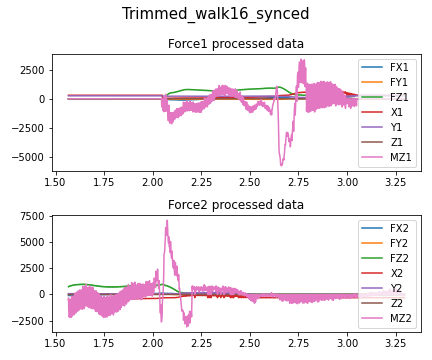 Trimmed_walk16_synced
Force1 processed data
2500
0
−2500
−5000
1.50 1.75 2.00 2.25 2.50 2.75 3.00 3.25
FX1
FY1
FZ1
X1
Y1
Z1
MZ1
Force2 processed data
7500
5000
2500
0
−2500
1.50 1.75 2.00 2.25 2.50 2.75 3.00 3.25
FX2
FY2
FZ2
X2
Y2
Z2
MZ2